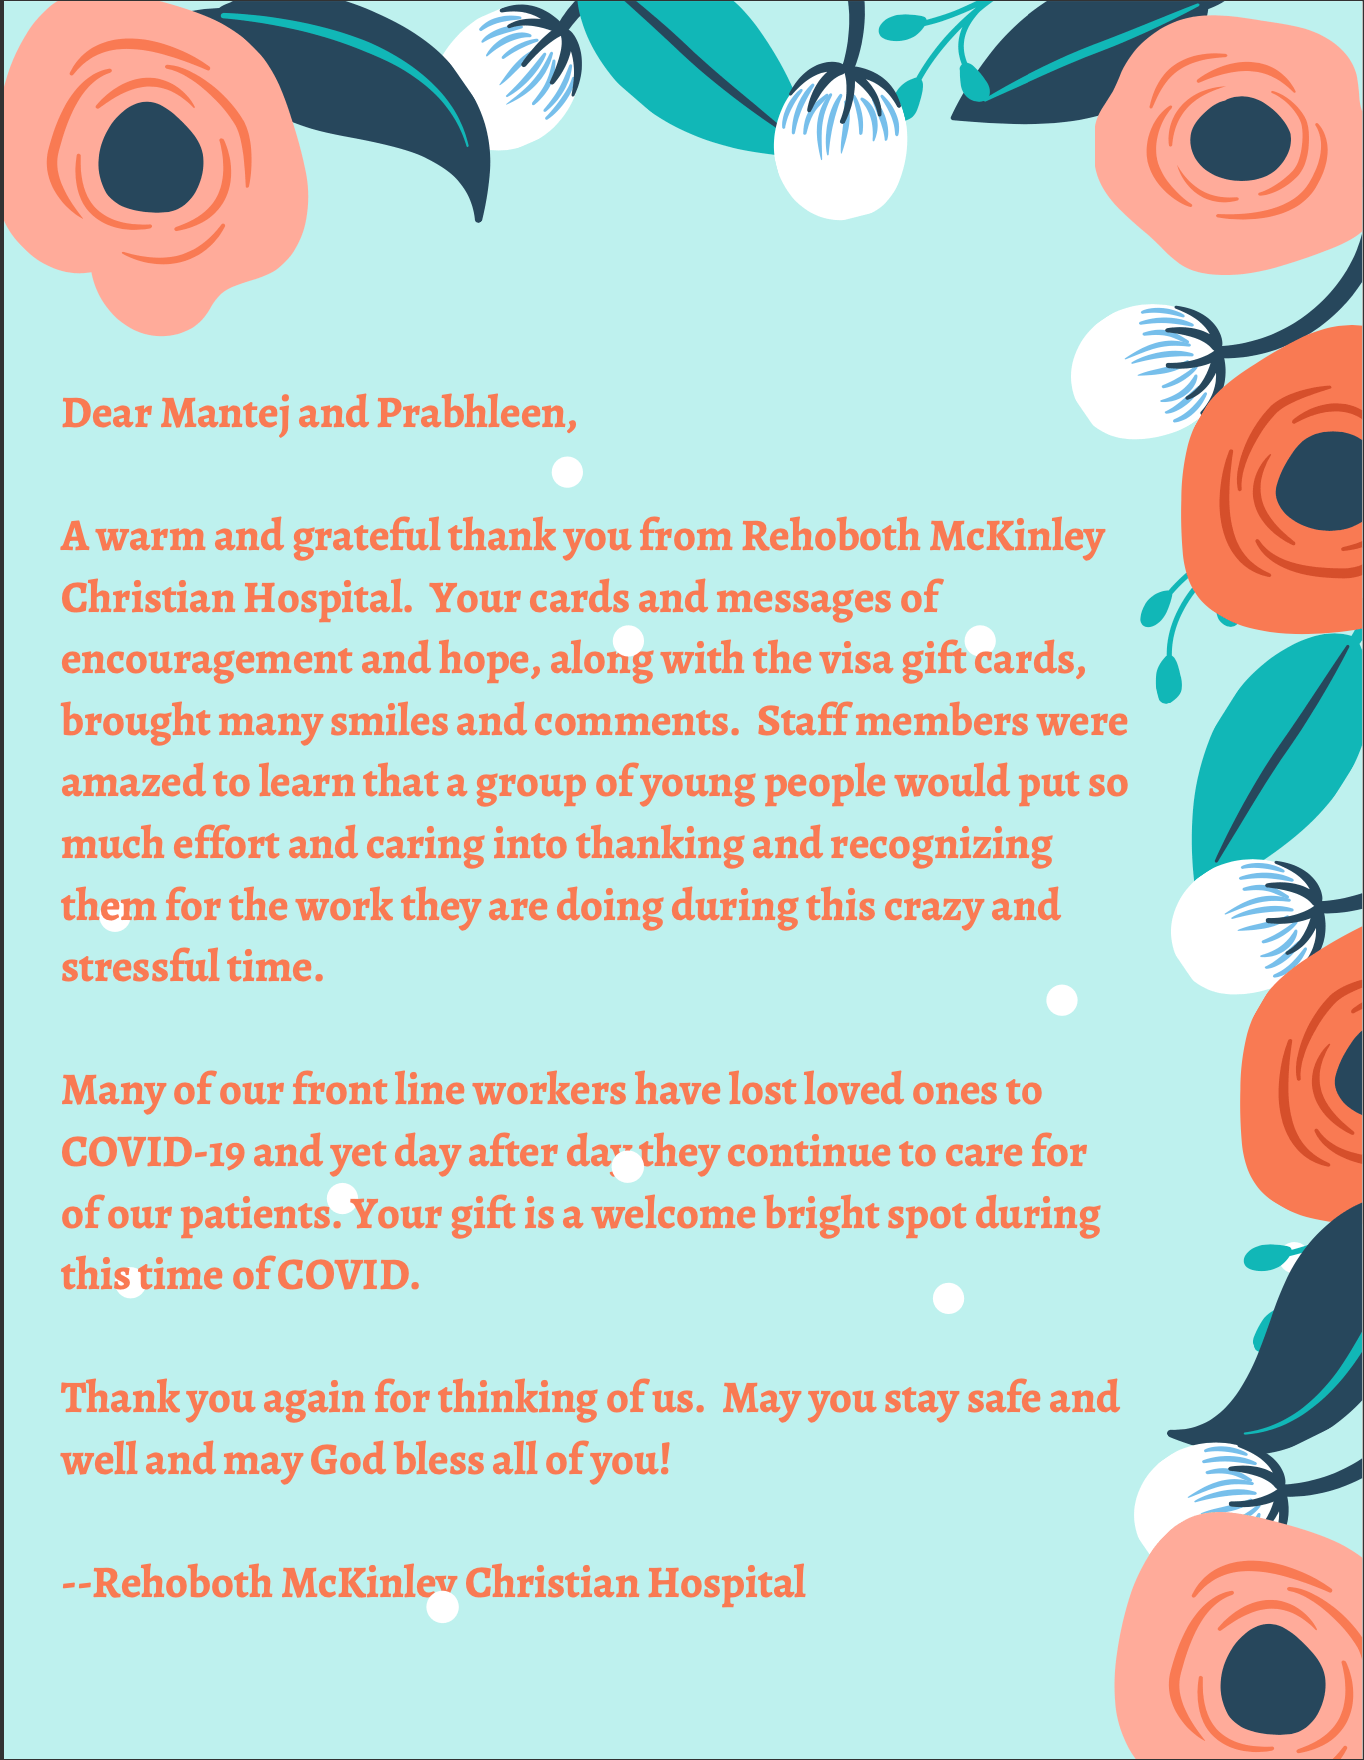 Dear Mantej and Prabhleen,
A warm and grateful thank you from Rehoboth McKinley
Christian Hospital.  Your cards and messages of
encouragement and hope, along with the visa gift cards,
brought many smiles and comments.  Staff members were
amazed to learn that a group of young people would put so
much effort and caring into thanking and recognizing
them for the work they are doing during this crazy and
stressful time.
Many of our front line workers have lost loved ones to
COVID-19 and yet day after day they continue to care for
of our patients. Your gift is a welcome bright spot during
this time of COVID.
Thank you again for thinking of us.  May you stay safe and
well and may God bless all of you!
--Rehoboth McKinley Christian Hospital